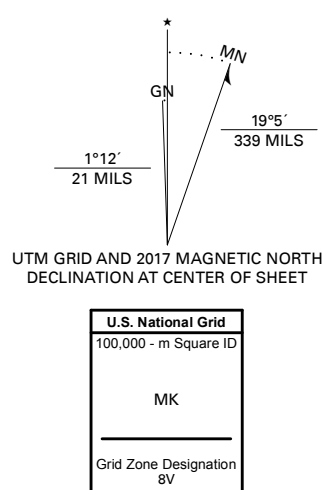 ★
MN
GN
19°5´
339 MILS
1°12´
21 MILS
UTM GRID AND 2017 MAGNETIC NORTH
DECLINATION AT CENTER OF SHEET
U.S. National Grid
100,000 - m Square ID
MK
Grid Zone Designation
8V